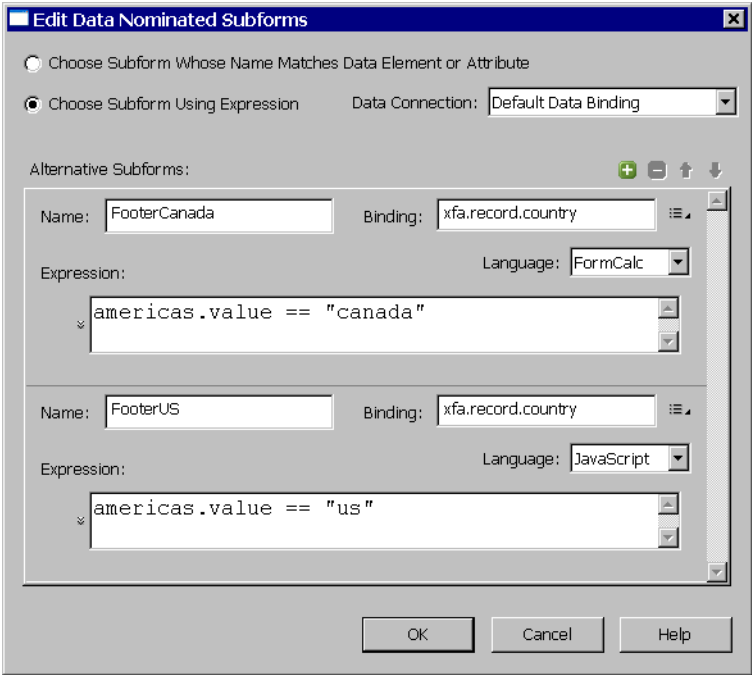 Edit Data Nominated Subforms
Choose Subform Whose Name Matches Data Element or Attribute
Choose Subform Using Expression Data Connection: Default Data Binding
Alternative Subforms:
Name: FooterCanada Binding: xfa.record.country
Language: FormCalc
Expression:
americas.value == "canada"
Name: FooterUS Binding: xfa.record.country
Language: JavaScript
Expression:
americas.value == "us"
OK Cancel Help